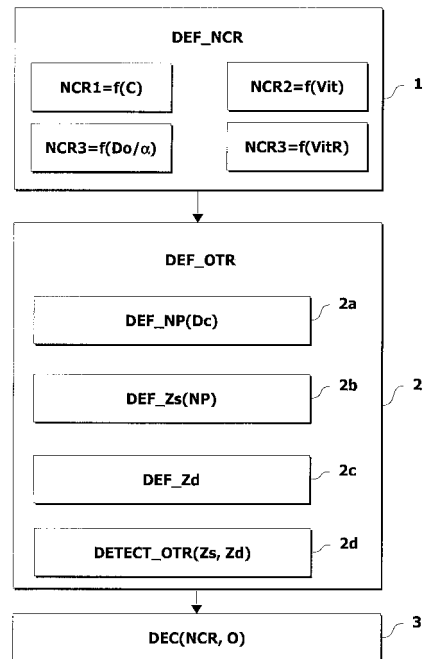 DEF_NCR
NCR1=f(C)
NCR2=f(Vit)
1
NCR3=f(Do/α)
NCR3=f(VitR)
DEF_OTR
2a
DEF_NP(Dc)
2b
DEF_Zs(NP)
2
2c
DEF_Zd
2d
DETECT_OTR(Zs, Zd)
3
DEC(NCR, O)